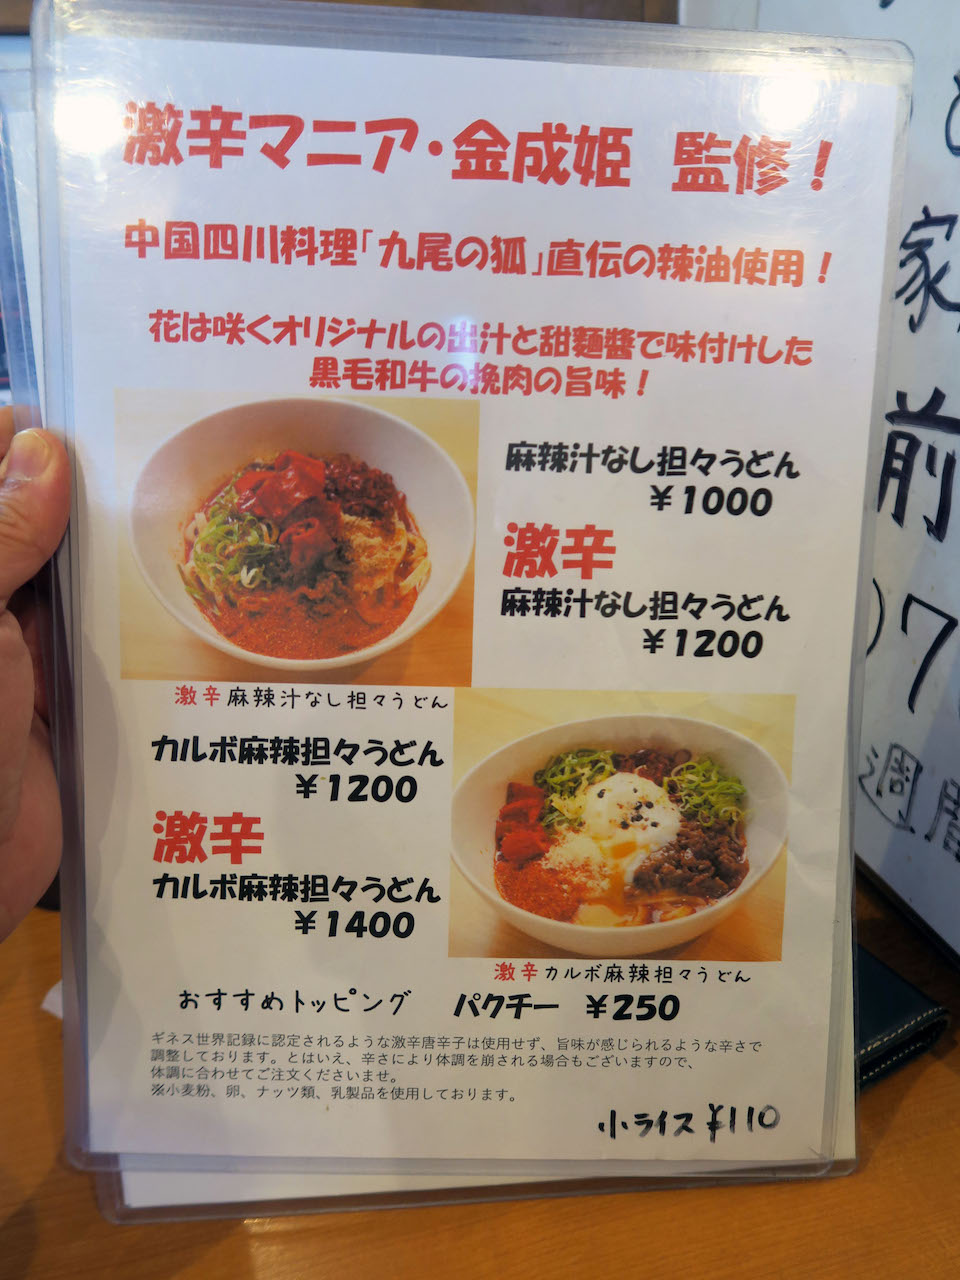 激辛マニア・金成姫 監修！
中国四川料理「九尾の狐」直伝の辣油使用！
花は咲くオリジナルの出汁と甜麵醬で味付けした
黒毛和牛の挽肉の旨味！
麻辣汁なし担々うどん
￥1000
激辛
麻辣汁なし担々うどん
￥1200
激辛麻辣汁なし担々うどん
カルボ麻辣担々うどん
￥1200
激辛
カルボ麻辣担々うどん
￥1400
激辛カルボ麻辣担々うどん
おすすめトッピング パクチー ￥250
ギネス世界記録に認定されるような激辛唐辛子は使用せず、旨味が感じられるような辛さで
調整しております。とはいえ、辛さにより体調を崩される場合もございますので、
体調に合わせてご注文くださいませ。
※小麦粉、卵、ナッツ類、乳製品を使用しております。
小ライス ￥110
家
前
7
週